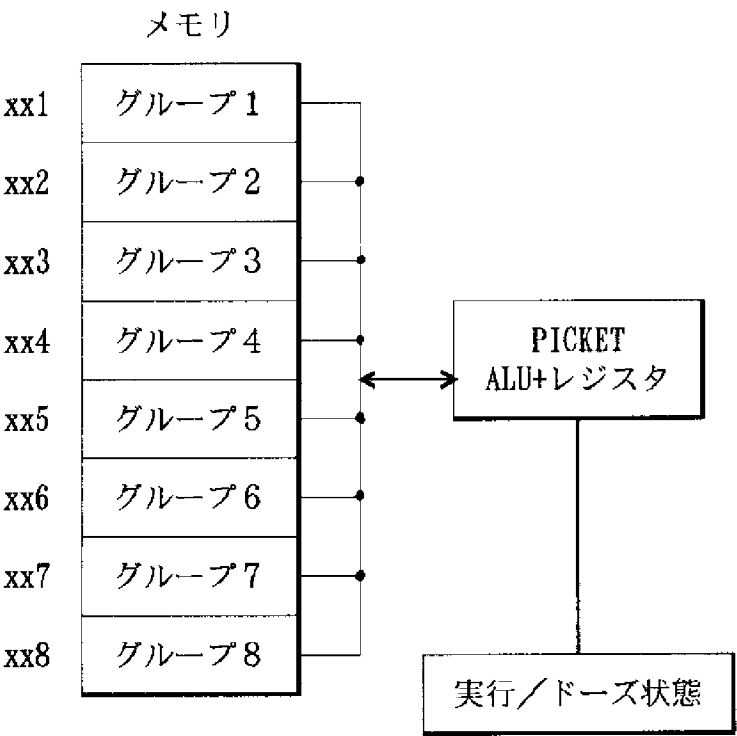 メモリ
xx1 グループ1
xx2 グループ2
xx3 グループ3
xx4 グループ4
xx5 グループ5
xx6 グループ6
xx7 グループ7
xx8 グループ8
PICKET
ALU+レジスタ
実行／ドーズ状態